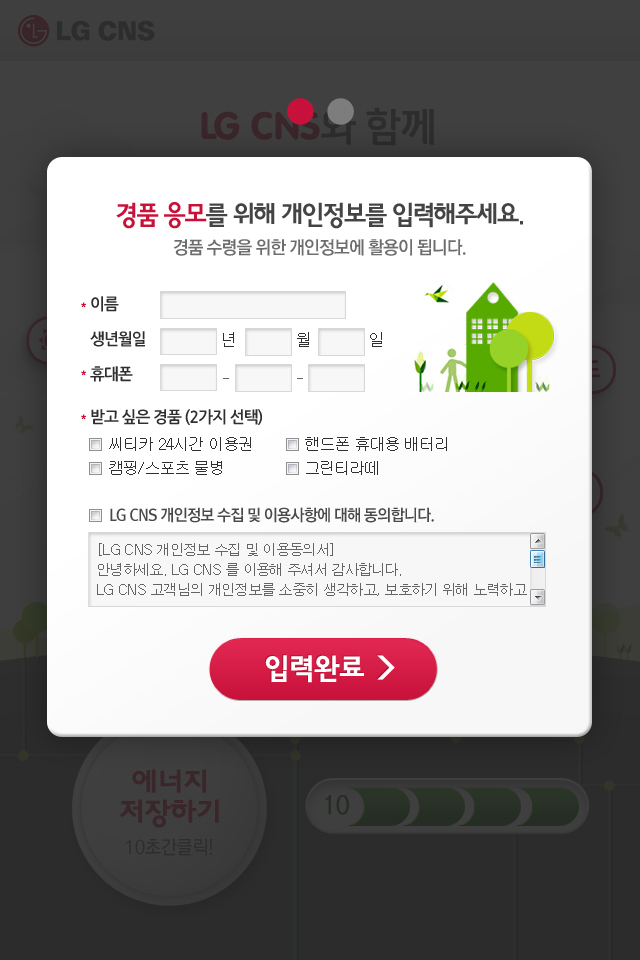 LG CNS
LG CNS와 함께
경품 응모를 위해 개인정보를 입력해주세요.
경품 수령을 위한 개인정보에 활용이 됩니다.
* 이름
생년월일 년 월 일
* 휴대폰 - -
* 받고 싶은 경품 (2가지 선택)
씨티카 24시간 이용권 핸드폰 휴대용 배터리
캠핑/스포츠 물병 그린티라떼
LG CNS 개인정보 수집 및 이용사항에 대해 동의합니다.
[LG CNS 개인정보 수집 및 이용동의서]
안녕하세요. LG CNS 를 이용해 주셔서 감사합니다.
LG CNS 고객님의 개인정보를 소중히 생각하고, 보호하기 위해 노력하고
입력완료
에너지
저장하기
10초간클릭!
10